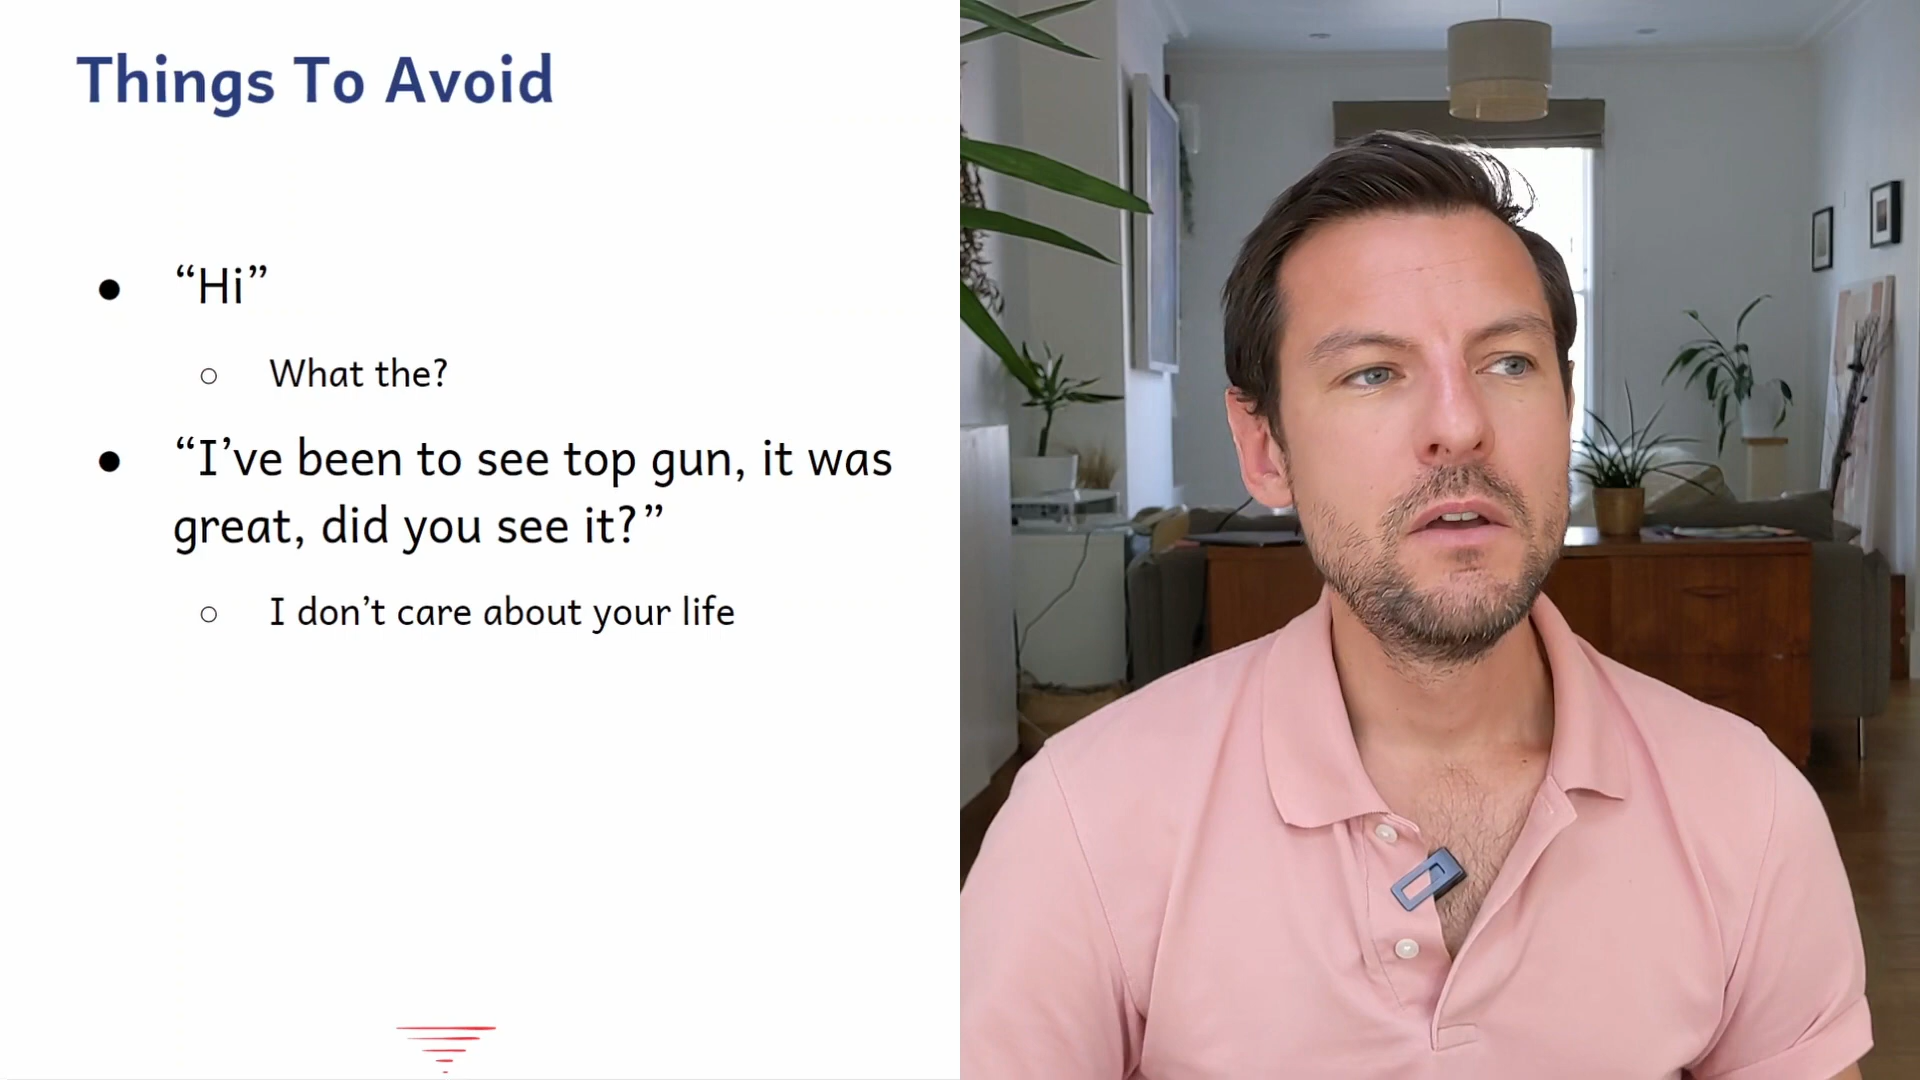 Things To Avoid
“Hi”
What the?
“I’ve been to see top gun, it was
great, did you see it?”
I don’t care about your life